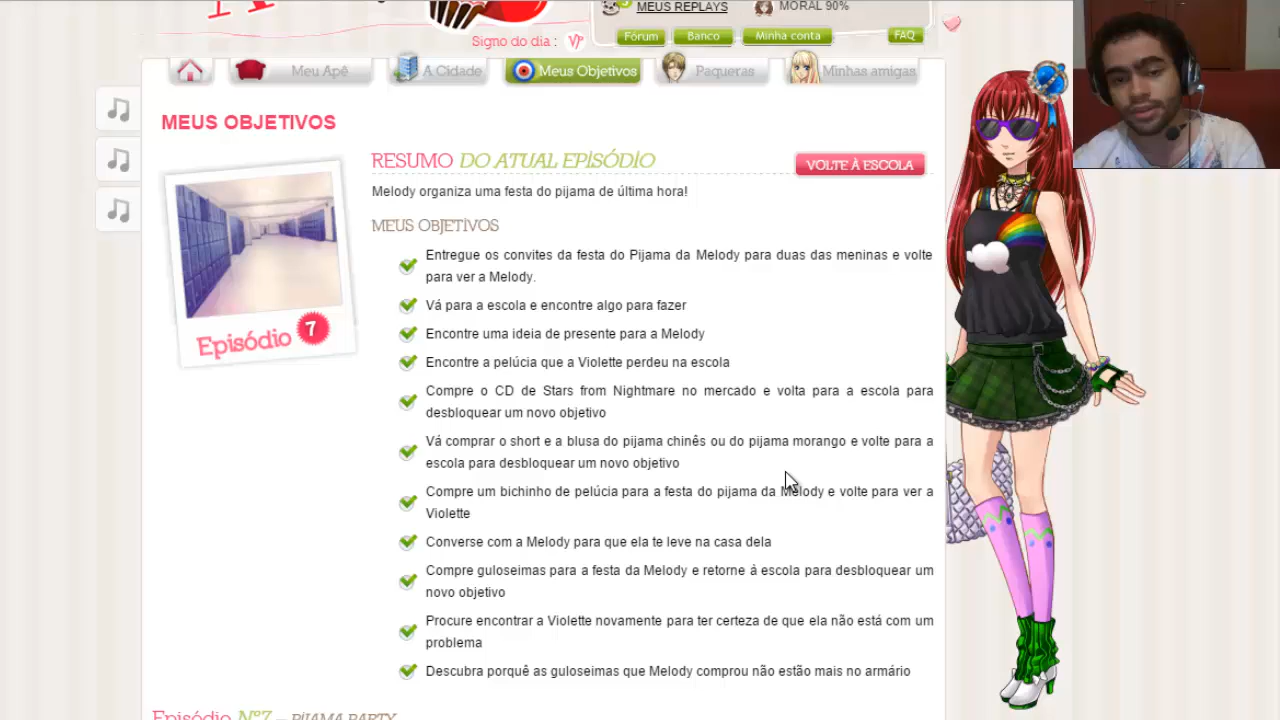 MEUS REPLAYS
MORAL 90%
Signo do dia :
Fórum
Banco
Minha conta
FAQ
Meu Apê
A Cidade
Meus Objetivos
Paqueras
Minhas amigas
MEUS OBJETIVOS
RESUMO DO ATUAL EPISÓDIO
VOLTE À ESCOLA
Melody organiza uma festa do pijama de última hora!
MEUS OBJETIVOS
Entregue os convites da festa do Pijama da Melody para duas das meninas e volte
para ver a Melody.
Vá para a escola e encontre algo para fazer
Encontre uma ideia de presente para a Melody
Encontre a pelúcia que a Violette perdeu na escola
Compre o CD de Stars from Nightmare no mercado e volta para a escola para
desbloquear um novo objetivo
Vá comprar o short e a blusa do pijama chinês ou do pijama morango e volte para a
escola para desbloquear um novo objetivo
Compre um bichinho de pelúcia para a festa do pijama da Melody e volte para ver a
Violette
Converse com a Melody para que ela te leve na casa dela
Compre guloseimas para a festa da Melody e retorne á escola para desbloquear um
novo objetivo
Procure encontrar a Violette novamente para ter certeza de que ela não está com um
problema
Descubra porquê as guloseimas que Melody comprou não estão mais no armário
Episódio 7
Episódio N°7 – PIJAMA PARTY